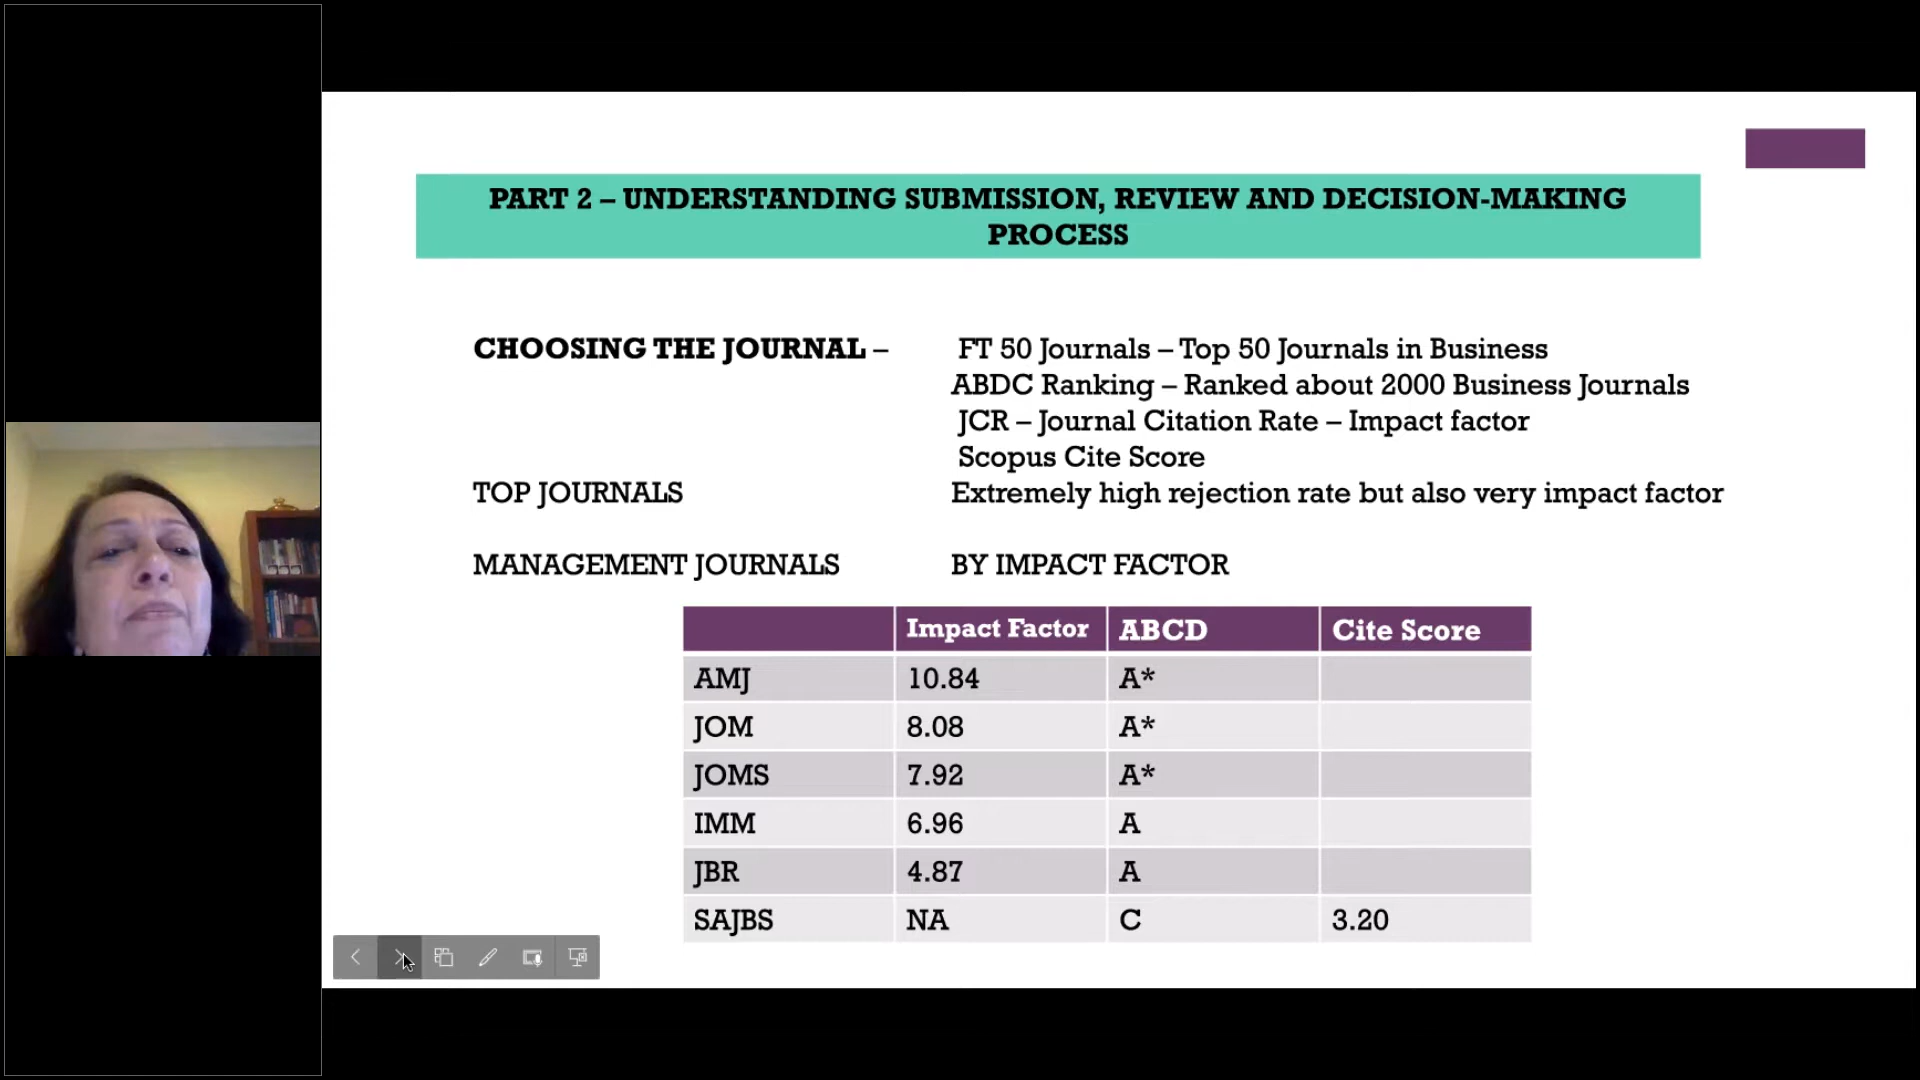 PART 2 – UNDERSTANDING SUBMISSION, REVIEW AND DECISION-MAKING
PROCESS
CHOOSING THE JOURNAL – FT 50 Journals – Top 50 Journals in Business
ABDC Ranking – Ranked about 2000 Business Journals
JCR – Journal Citation Rate – Impact factor
Scopus Cite Score
TOP JOURNALS Extremely high rejection rate but also very impact factor
MANAGEMENT JOURNALS BY IMPACT FACTOR
Impact Factor ABCD Cite Score
AMJ 10.84 A*
JOM 8.08 A*
JOMS 7.92 A*
IMM 6.96 A
JBR 4.87 A
SAJBS NA C 3.20